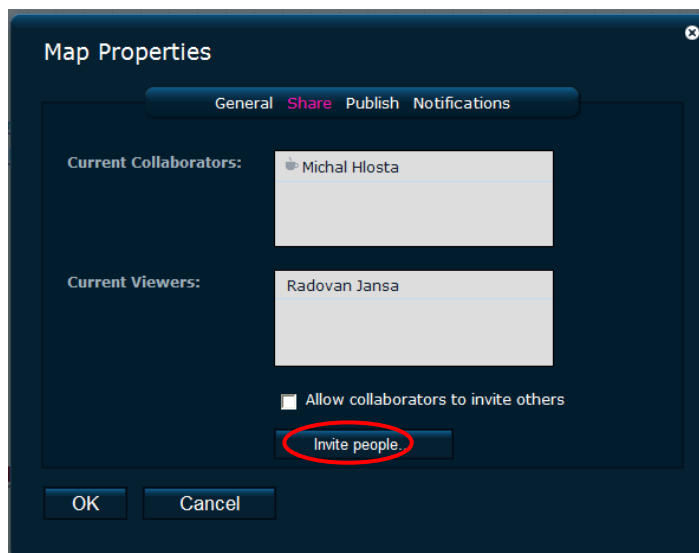 Map Properties
General Share Publish Notifications
Current Collaborators:
Michal Hlosta
Current Viewers:
Radovan Jansa
Allow collaborators to invite others
Invite people..
OK Cancel